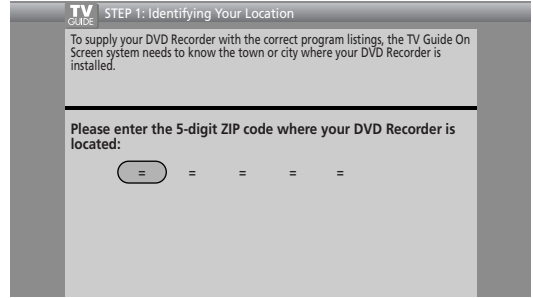 TV
GUIDE
STEP 1: Identifying Your Location
To supply your DVD Recorder with the correct program listings, the TV Guide On
Screen system needs to know the town or city where your DVD Recorder is
installed.
Please enter the 5-digit ZIP code where your DVD Recorder is
located:
= = = = =